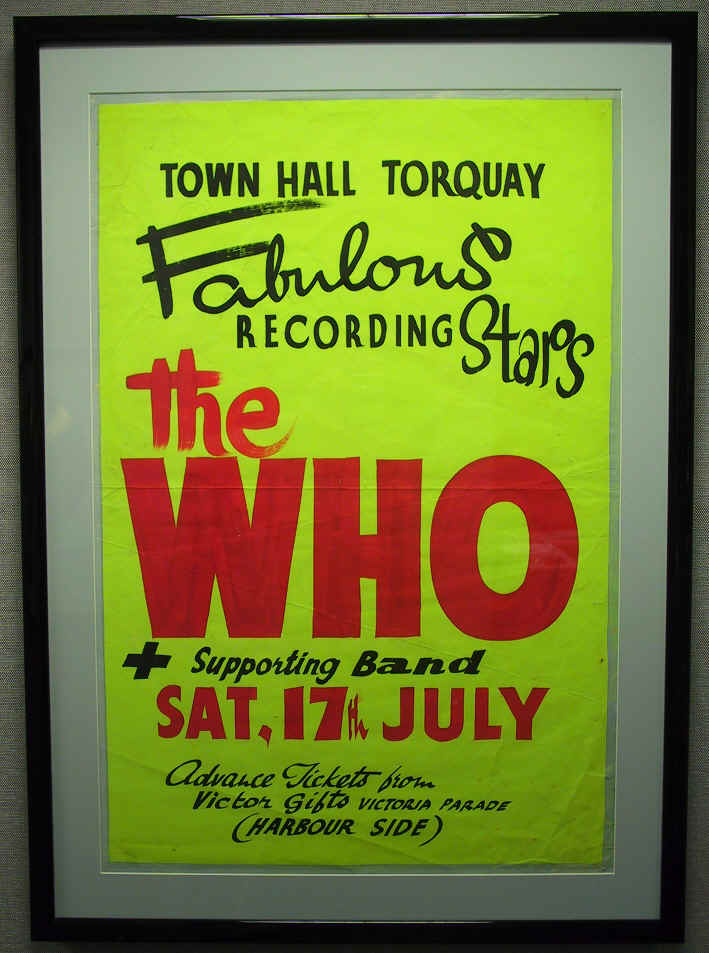 TOWN HALL TORQUAY
Fabulous
RECORDING Stars
the
WHO
+ Supporting Band
SAT, 17th JULY
Advance Tickets from
Victor Gifts VICTORIA PARADE
(HARBOUR SIDE)